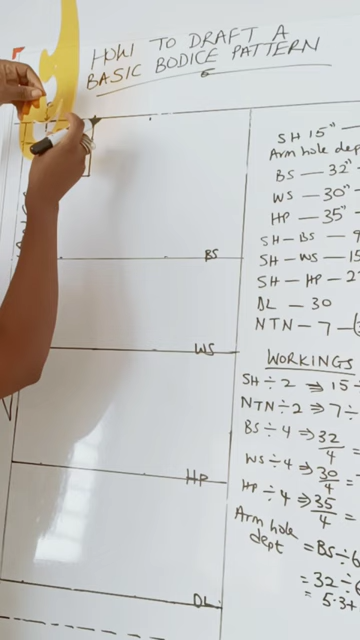 HOW TO DRAFT A
BASIC BODICE PATTERN
SH 15"
Arm hole dep
BS — 32"
WS — 30"
HP — 35"
SH — BS — 9
SH — WS — 15
SH — HP — 2
DL — 30
NTN — 7 —
BS
WS
HP
DL
WORKINGS
SH ÷ 2 ⇒ 15 ÷
NTN ÷ 2 ⇒ 7 ÷
BS ÷ 4 ⇒ 32/4 =
WS ÷ 4 ⇒ 30/4 =
HP ÷ 4 ⇒ 35/4 =
Arm hole
dept = BS ÷ 6
= 32 ÷ 6
= 5.3 +